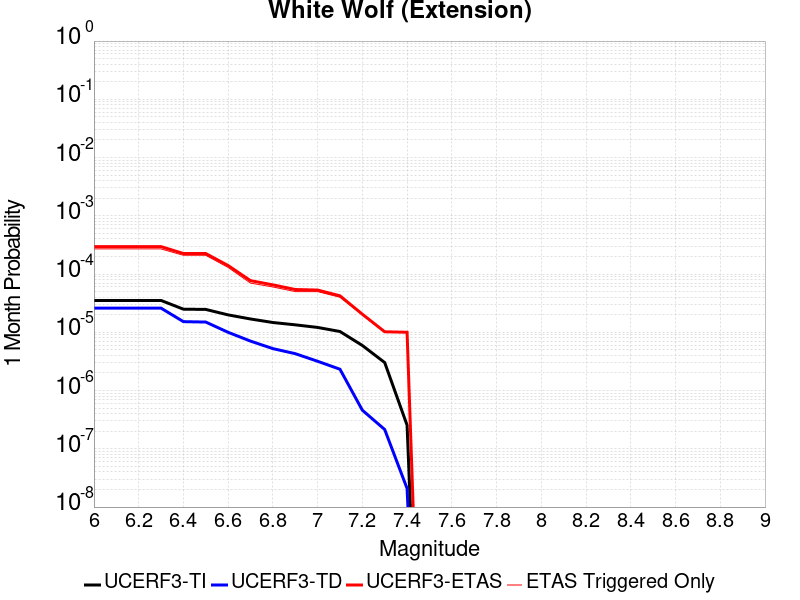 White Wolf (Extension)
10^0
10^-1
10^-2
10^-3
10^-4
10^-5
10^-6
10^-7
10^-8
1 Month Probability
6 6.2 6.4 6.6 6.8 7 7.2 7.4 7.6 7.8 8 8.2 8.4 8.6 8.8 9
Magnitude
UCERF3-TI UCERF3-TD UCERF3-ETAS ETAS Triggered Only